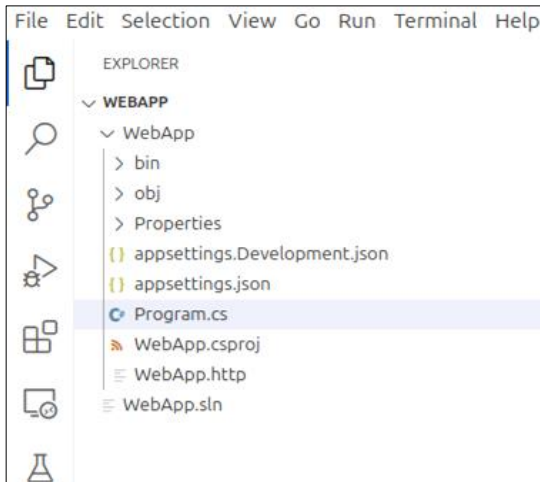 File Edit Selection View Go Run Terminal Help
EXPLORER
WEBAPP
WebApp
bin
obj
Properties
{} appsettings.Development.json
{} appsettings.json
C# Program.cs
WebApp.csproj
WebApp.http
WebApp.sln